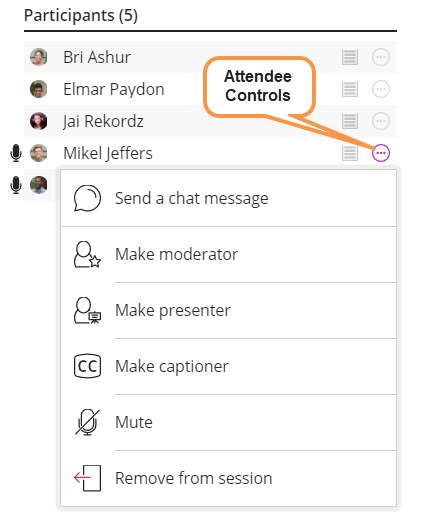 Participants (5)
Bri Ashur
Elmar Paydon
Jai Rekordz
Mikel Jeffers
Attendee
Controls
Send a chat message
Make moderator
Make presenter
CC Make captioner
Mute
Remove from session